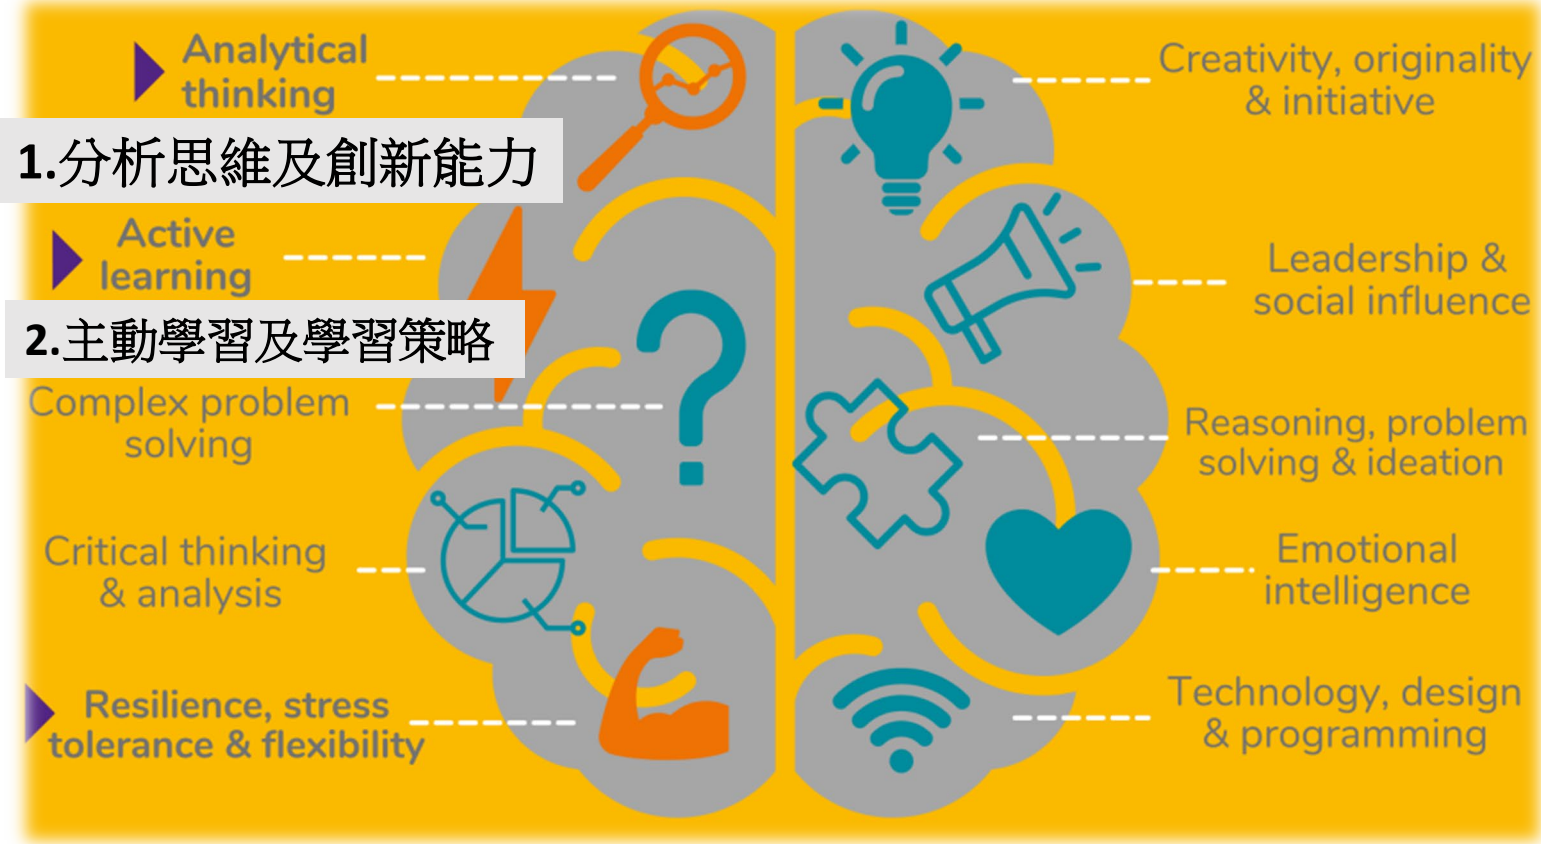 Analytical
thinking
1.分析思維及創新能力
Active
learning
2.主動學習及學習策略
Complex problem
solving
Critical thinking
& analysis
Resilience, stress
tolerance & flexibility
Creativity, originality
& initiative
Leadership &
social influence
Reasoning, problem
solving & ideation
Emotional
intelligence
Technology, design
& programming